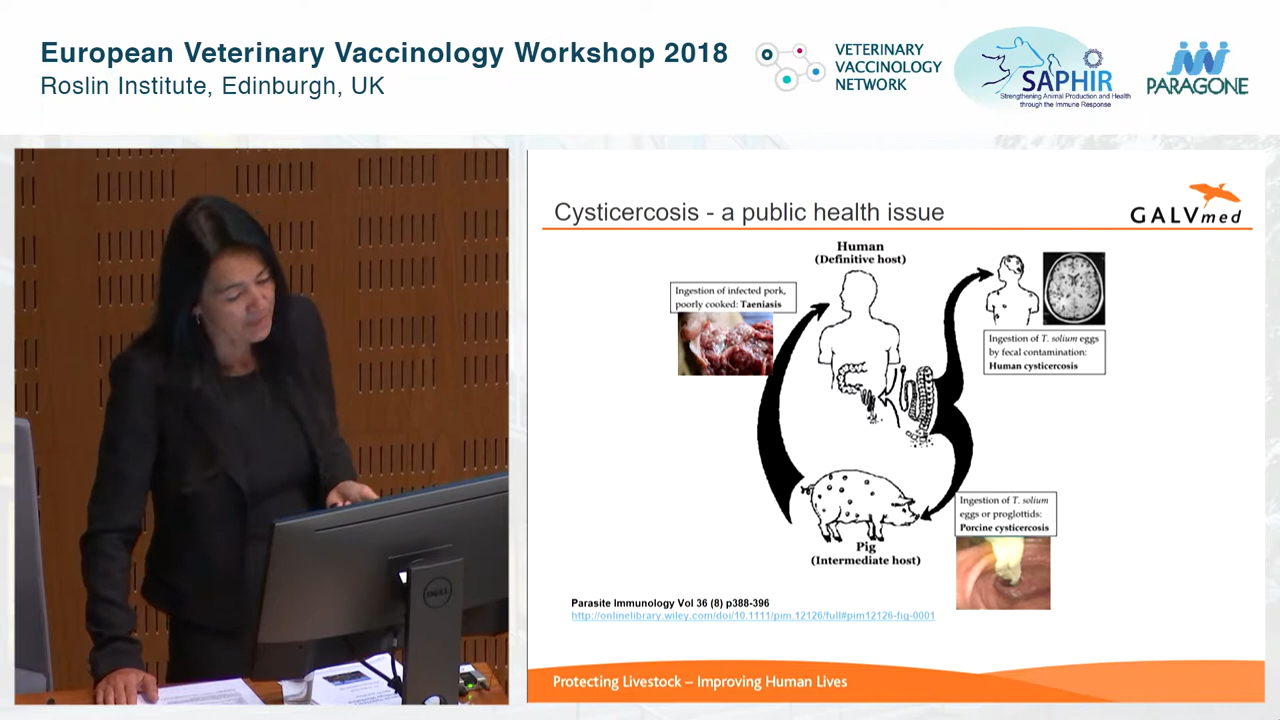 European Veterinary Vaccinology Workshop 2018
Roslin Institute, Edinburgh, UK
VETERINARY
VACCINOLOGY
NETWORK
SAPHIR
Strengthening Animal Production and Health
through the Immune Response
PARAGONE
Cysticercosis - a public health issue
GALVmed
Human
(Definitive host)
Ingestion of infected pork,
poorly cooked: Taeniasis
Ingestion of T. solium eggs
by fecal contamination:
Human cysticercosis
Ingestion of T. solium
eggs or proglottids:
Porcine cysticercosis
Pig
(Intermediate host)
Parasite Immunology Vol 36 (8) p388-396
http://onlinelibrary.wiley.com/doi/10.1111/pim.12126/full#pim12126-fig-0001
Protecting Livestock – Improving Human Lives
DELL